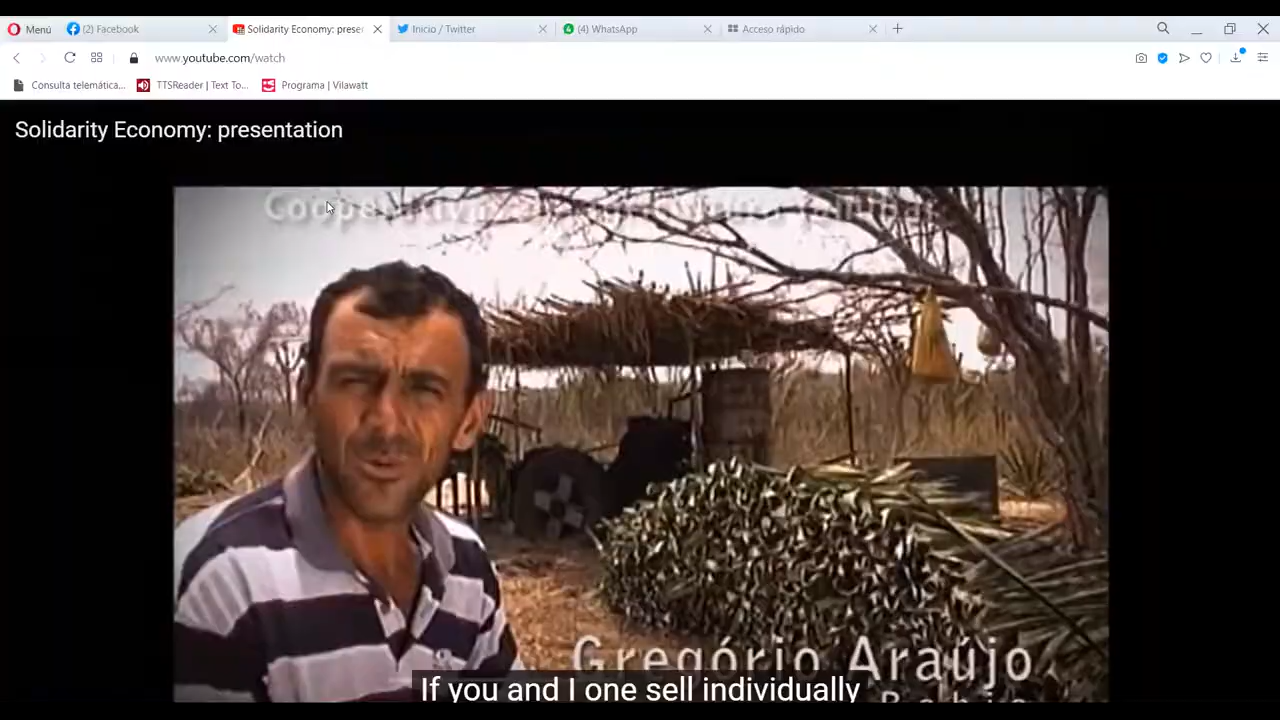 Menú
(2) Facebook
Solidarity Economy: prese
Inicio / Twitter
(4) WhatsApp
Acceso rápido
www.youtube.com/watch
Consulta telemática...
TTSReader | Text To...
Programa | Vilawatt
Solidarity Economy: presentation
Gregório Araújo
If you and I one sell individually